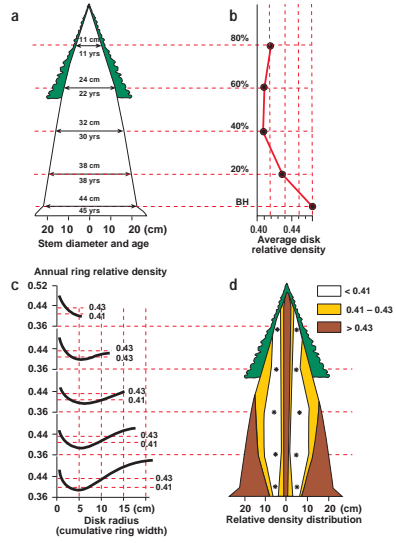 a
11 cm
11 yrs
24 cm
22 yrs
32 cm
30 yrs
38 cm
38 yrs
44 cm
45 yrs
20 10 0 10 20 (cm)
Stem diameter and age
b
80%
60%
40%
20%
BH
0.40 0.44
Average disk
relative density
Annual ring relative density
c
0.52
0.44
0.36
0.44
0.36
0.44
0.36
0.44
0.36
0.44
0.36
0.43
0.41
0.43
0.43
0.43
0.41
0.43
0.41
0.43
0.41
0 5 10 15 (cm)
Disk radius
(cumulative ring width)
d
< 0.41
0.41 – 0.43
> 0.43
20 10 0 10 20 (cm)
Relative density distribution